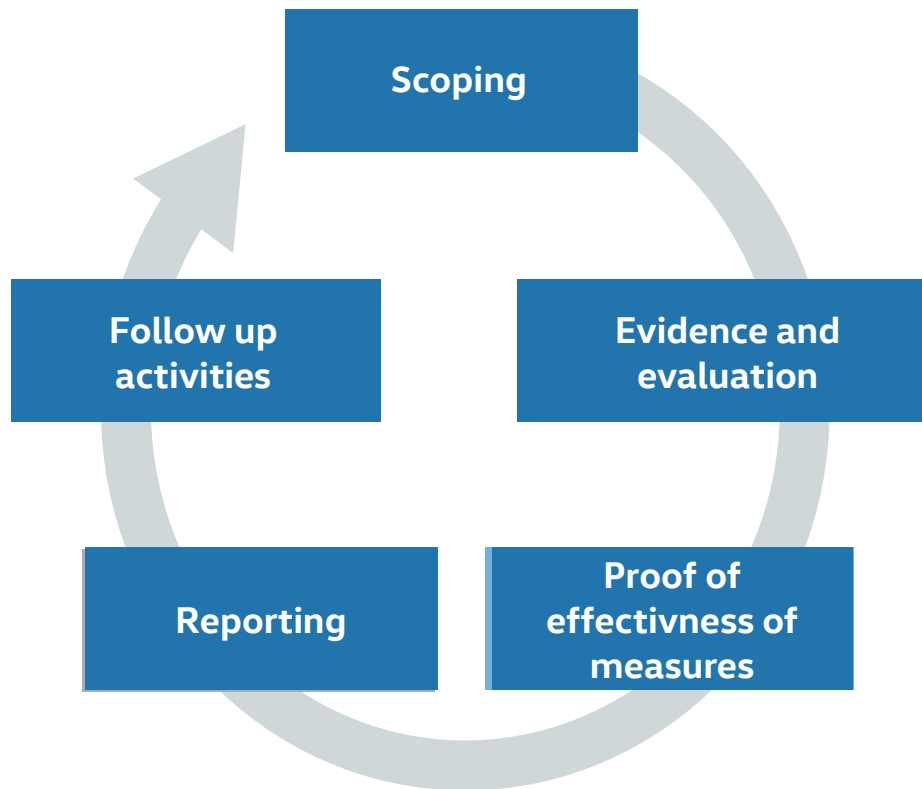 Scoping
Evidence and
evaluation
Proof of
effectivness of
measures
Reporting
Follow up
activities